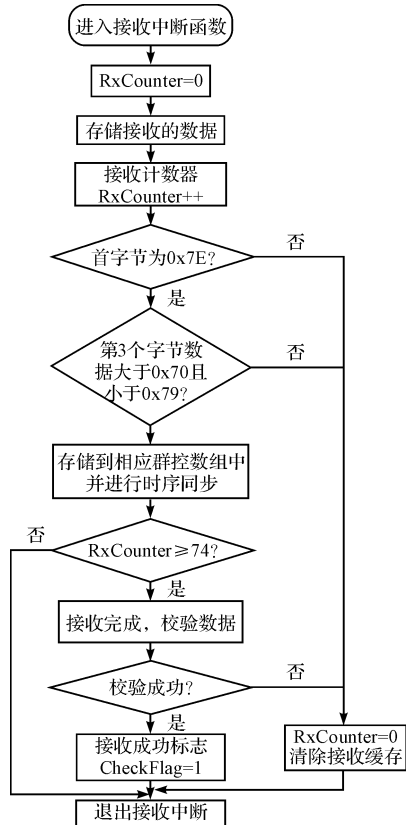 进入接收中断函数
RxCounter=0
存储接收的数据
接收计数器
RxCounter++
首字节为0x7E?
否
是
第3个字节数
据大于0x70且
小于0x79?
否
存储到相应群控数组中
并进行时序同步
否
RxCounter≥74?
是
接收完成，校验数据
校验成功?
否
是
接收成功标志
CheckFlag=1
RxCounter=0
清除接收缓存
退出接收中断